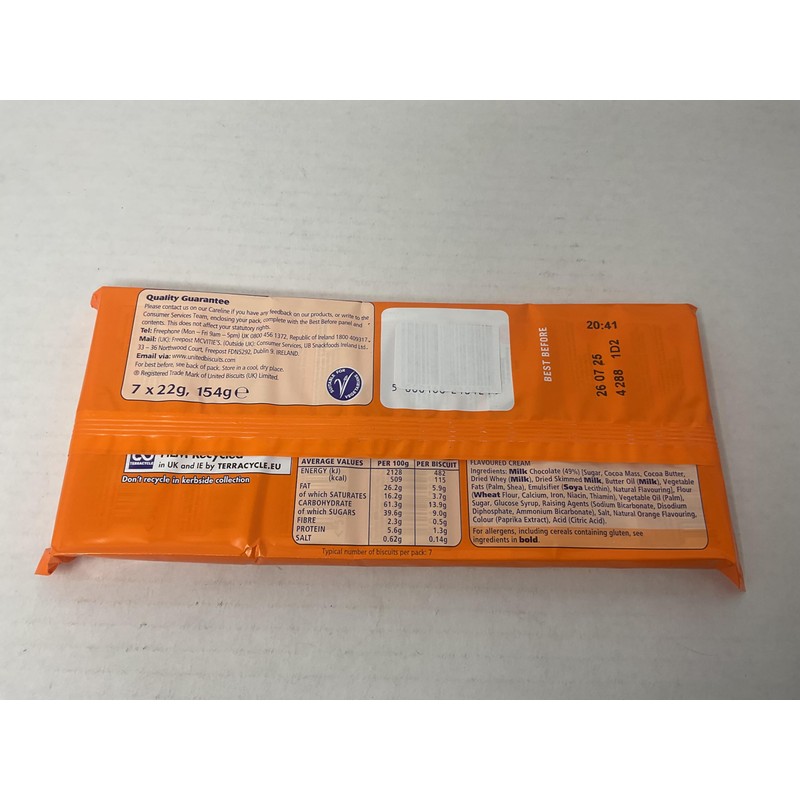 Quality Guarantee
Please contact us on our Careline if you have any feedback on our products, or write to the
Consumer Services Team, enclosing your pack, complete with the Best Before panel and
contents. This does not affect your statutory rights.
Tel: Freephone (Mon – Fri 9am – 5pm) UK 0800 456 1372, Republic of Ireland 1800 409317.
Mail: (UK): Freepost MCVITIE'S. (Outside UK): Consumer Services, UB Snackfoods Ireland Ltd.,
33 – 36 Northwood Court, Freepost FDN5292, Dublin 9. IRELAND.
Email via: www.unitedbiscuits.com
For best before, see back of pack. Store in a cool, dry place.
® Registered Trade Mark of United Biscuits (UK) Limited.
7 x 22g, 154g e
SUITABLE FOR
V
VEGETARIANS
BEST BEFORE
20:41
26 07 25
4288 1D2
Recycled
TERRACYCLE
in UK and IE by TERRACYCLE.EU
Don't recycle in kerbside collection
AVERAGE VALUES PER 100g PER BISCUIT
ENERGY (kJ) 2128 482
(kcal) 509 115
FAT 26.2g 5.9g
of which SATURATES 16.2g 3.7g
CARBOHYDRATE 61.3g 13.9g
of which SUGARS 39.6g 9.0g
FIBRE 2.3g 0.5g
PROTEIN 5.6g 1.3g
SALT 0.62g 0.14g
Typical number of biscuits per pack: 7
FLAVOURED CREAM
Ingredients: Milk Chocolate (49%) [Sugar, Cocoa Mass, Cocoa Butter,
Dried Whey (Milk), Dried Skimmed Milk, Butter Oil (Milk), Vegetable
Fats (Palm, Shea), Emulsifier (Soya Lecithin), Natural Flavouring], Flour
(Wheat Flour, Calcium, Iron, Niacin, Thiamin), Vegetable Oil (Palm),
Sugar, Glucose Syrup, Raising Agents (Sodium Bicarbonate, Disodium
Diphosphate, Ammonium Bicarbonate), Salt, Natural Orange Flavouring,
Colour (Paprika Extract), Acid (Citric Acid).
For allergens, including cereals containing gluten, see
ingredients in bold.